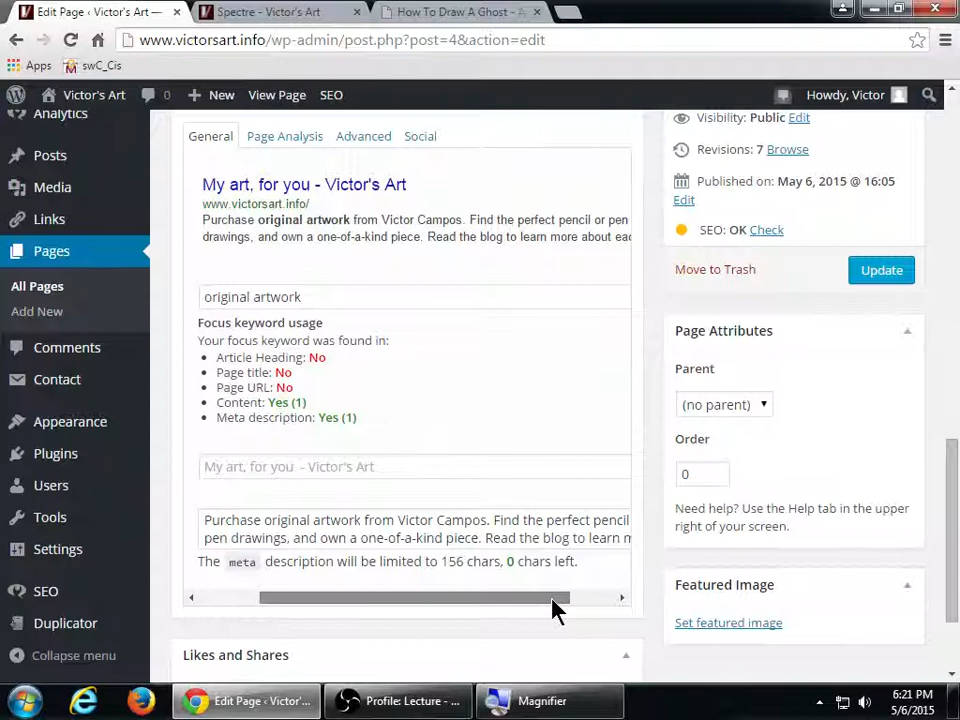 Edit Page ‹ Victor's Art —
Spectre - Victor's Art
How To Draw A Ghost - A
www.victorsart.info/wp-admin/post.php?post=4&action=edit
Apps
swC_Cis
Victor's Art
0
New
View Page
SEO
Howdy, Victor
Analytics
Posts
Media
Links
Pages
All Pages
Add New
Comments
Contact
Appearance
Plugins
Users
Tools
Settings
SEO
Duplicator
Collapse menu
General
Page Analysis
Advanced
Social
My art, for you - Victor's Art
www.victorsart.info/
Purchase original artwork from Victor Campos. Find the perfect pencil or pen
drawings, and own a one-of-a-kind piece. Read the blog to learn more about
original artwork
Focus keyword usage
Your focus keyword was found in:
Article Heading: No
Page title: No
Page URL: No
Content: Yes (1)
Meta description: Yes (1)
My art, for you - Victor's Art
Purchase original artwork from Victor Campos. Find the perfect pencil
pen drawings, and own a one-of-a-kind piece. Read the blog to learn
The meta description will be limited to 156 chars, 0 chars left.
Likes and Shares
Visibility: Public Edit
Revisions: 7 Browse
Published on: May 6, 2015 @ 16:05
Edit
SEO: OK Check
Move to Trash
Update
Page Attributes
Parent
(no parent)
Order
0
Need help? Use the Help tab in the upper
right of your screen.
Featured Image
Set featured image
Edit Page ‹ Victor'...
Profile: Lecture - ...
Magnifier
6:21 PM
5/6/2015